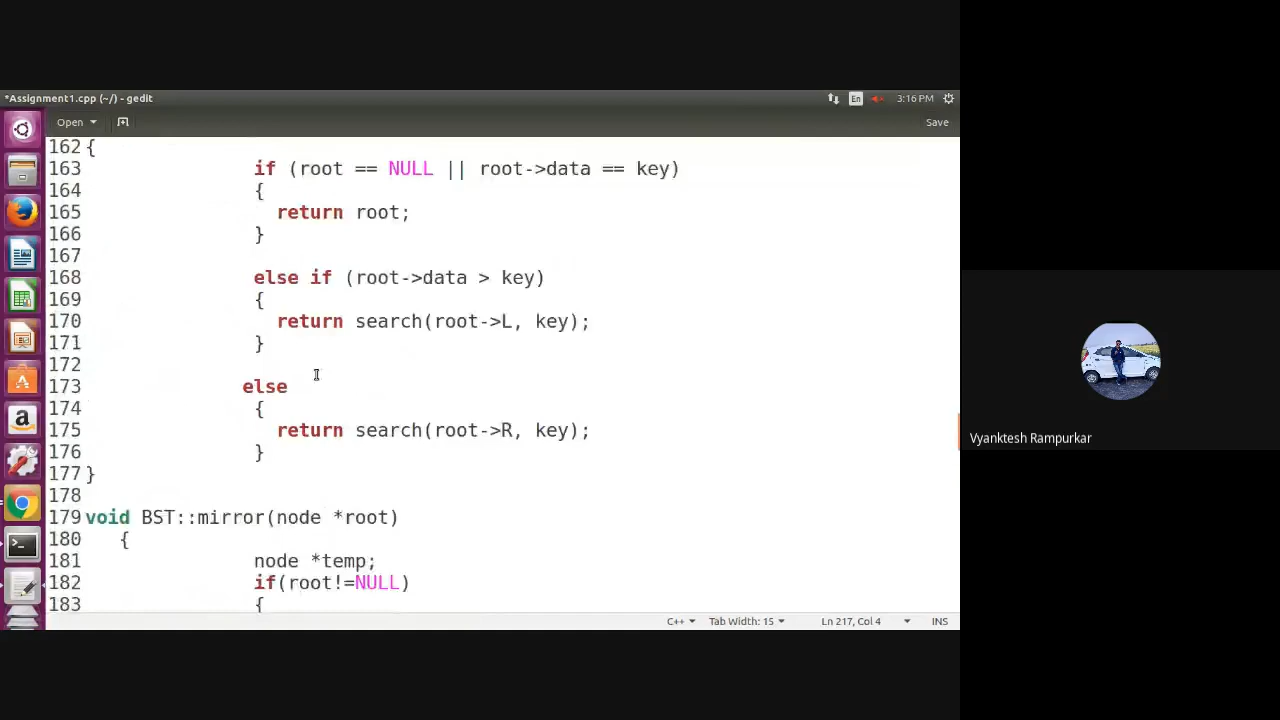 *Assignment1.cpp (~/) - gedit
En
3:16 PM
Open
Save
162 {
163 if (root == NULL || root->data == key)
164 {
165 return root;
166 }
167
168 else if (root->data > key)
169 {
170 return search(root->L, key);
171 }
172
173 else
174 {
175 return search(root->R, key);
176 }
177 }
178
179 void BST::mirror(node *root)
180 {
181 node *temp;
182 if(root!=NULL)
183 {
C++ Tab Width: 15 Ln 217, Col 4 INS
Vyanktesh Rampurkar